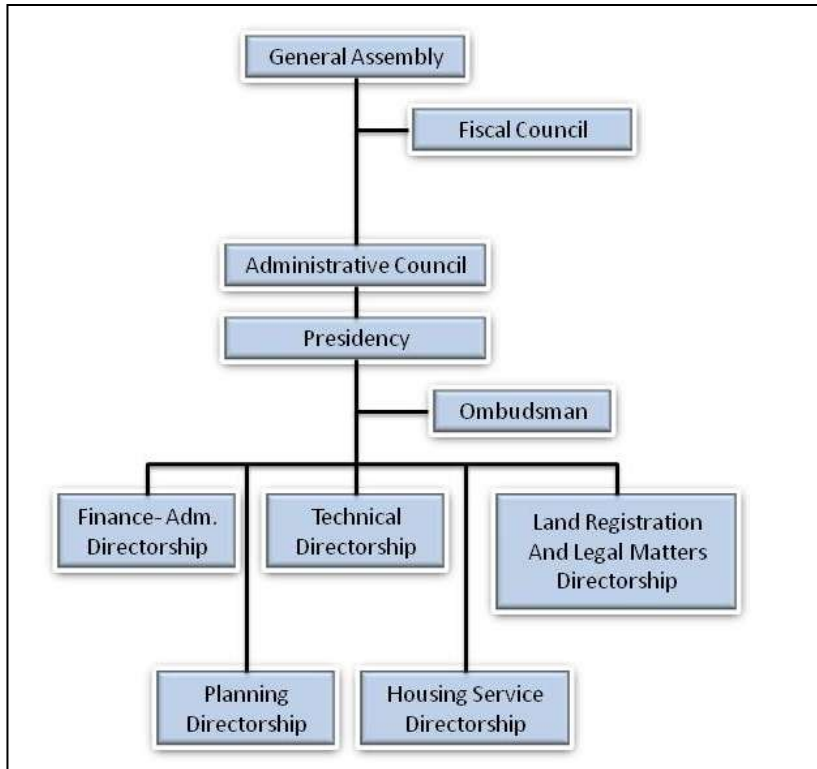 General Assembly
Fiscal Council
Administrative Council
Presidency
Ombudsman
Finance- Adm.
Directorship
Technical
Directorship
Land Registration
And Legal Matters
Directorship
Planning
Directorship
Housing Service
Directorship